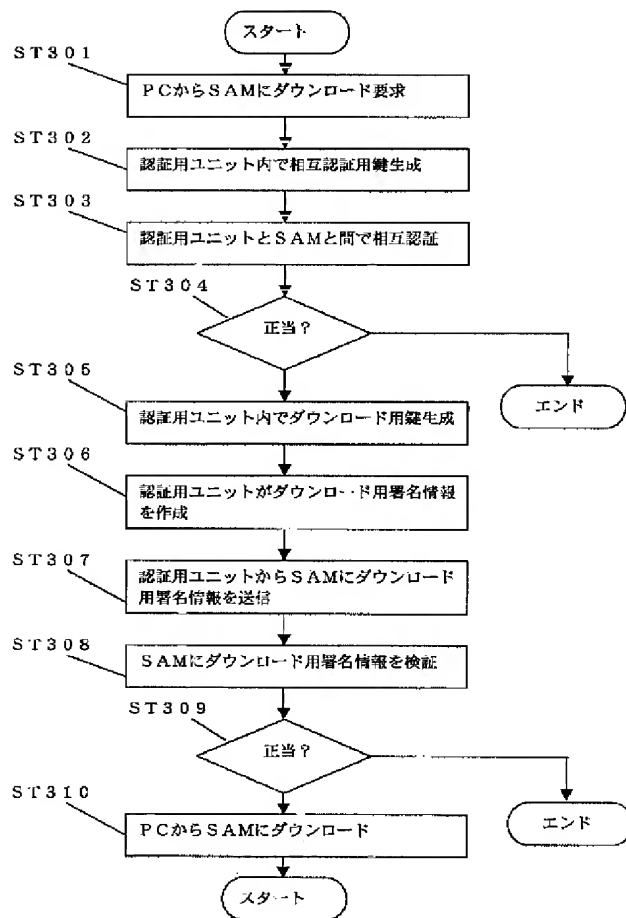 スタート
ST301
PCからSAMにダウンロード要求
ST302
認証用ユニット内で相互認証用鍵生成
ST303
認証用ユニットとSAMと間で相互認証
ST304
正当?
ST305
認証用ユニット内でダウンロード用鍵生成
エンド
ST306
認証用ユニットがダウンロード用署名情報
を作成
ST307
認証用ユニットからSAMにダウンロード
用署名情報を送信
ST308
SAMにダウンロード用署名情報を検証
ST309
正当?
ST310
PCからSAMにダウンロード
エンド
スタート